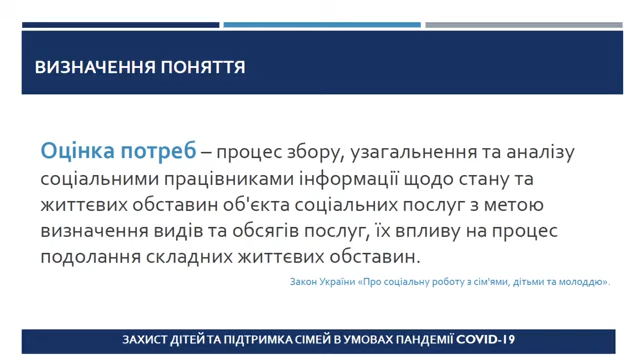 ВИЗНАЧЕННЯ ПОНЯТТЯ
Оцінка потреб – процес збору, узагальнення та аналізу
соціальними працівниками інформації щодо стану та
життєвих обставин об'єкта соціальних послуг з метою
визначення видів та обсягів послуг, їх впливу на процес
подолання складних життєвих обставин.
Закон України «Про соціальну роботу з сім'ями, дітьми та молоддю».
ЗАХИСТ ДІТЕЙ ТА ПІДТРИМКА СІМЕЙ В УМОВАХ ПАНДЕМІЇ COVID-19